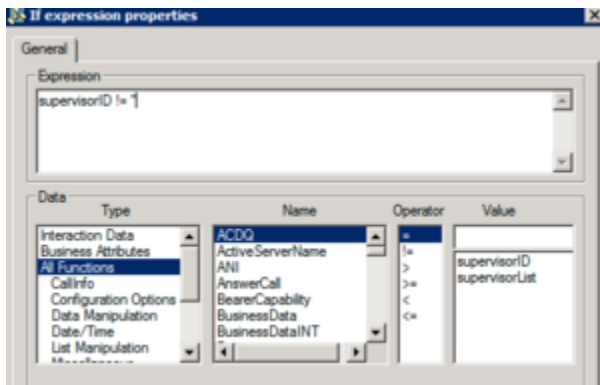 If expression properties
General
Expression
supervisorID != ''
Data
Type
Name
Operator
Value
Interaction Data
Business Attributes
All Functions
CallInfo
Configuration Options
Data Manipulation
Date/Time
List Manipulation
ACDQ
ActiveServerName
ANI
AnswerCall
BearerCapability
BusinessData
BusinessDataINT
=
!=
>
>=
<
<=
supervisorID
supervisorList